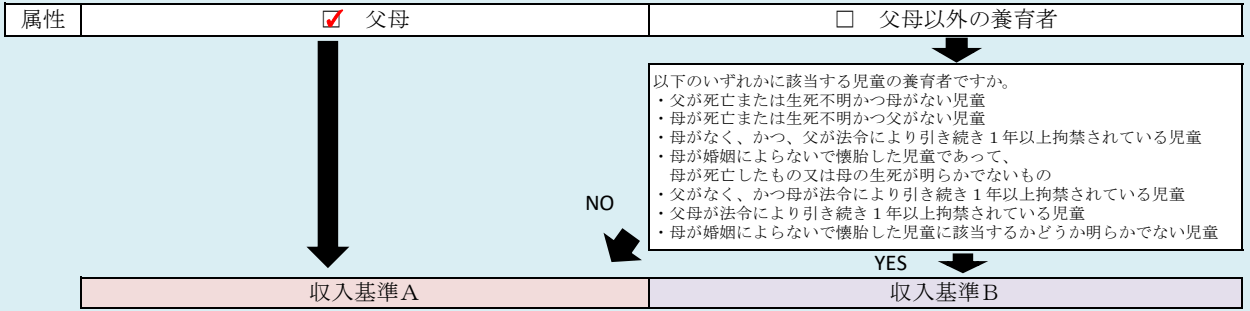 属性 ☑ 父母 □ 父母以外の養育者
以下のいずれかに該当する児童の養育者ですか。
・父が死亡または生死不明かつ母がない児童
・母が死亡または生死不明かつ父がない児童
・母がなく、かつ、父が法令により引き続き１年以上拘禁されている児童
・母が婚姻によらないで懐胎した児童であって、
母が死亡したもの又は母の生死が明らかでないもの
・父がなく、かつ母が法令により引き続き１年以上拘禁されている児童
・父母が法令により引き続き１年以上拘禁されている児童
・母が婚姻によらないで懐胎した児童に該当するかどうか明らかでない児童
NO
YES
収入基準Ａ 収入基準Ｂ